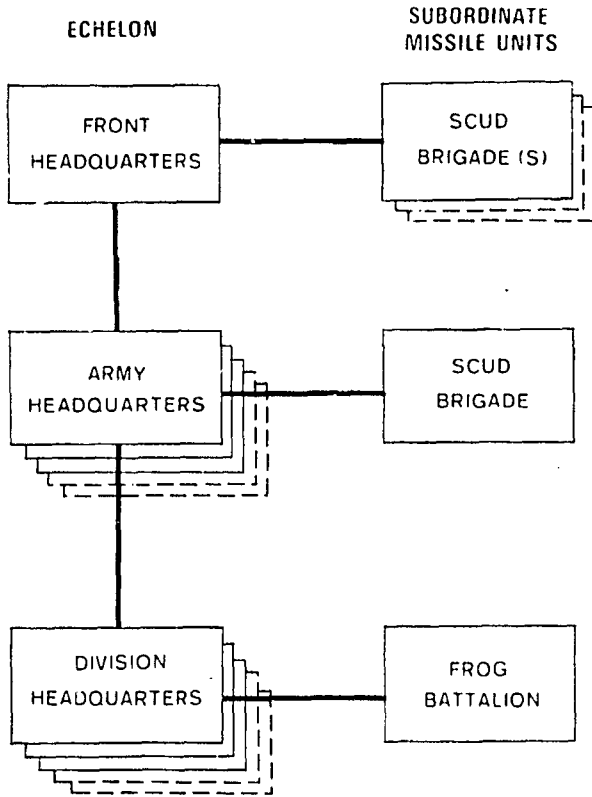 ECHELON
SUBORDINATE
MISSILE UNITS
FRONT
HEADQUARTERS
SCUD
BRIGADE (S)
ARMY
HEADQUARTERS
SCUD
BRIGADE
DIVISION
HEADQUARTERS
FROG
BATTALION